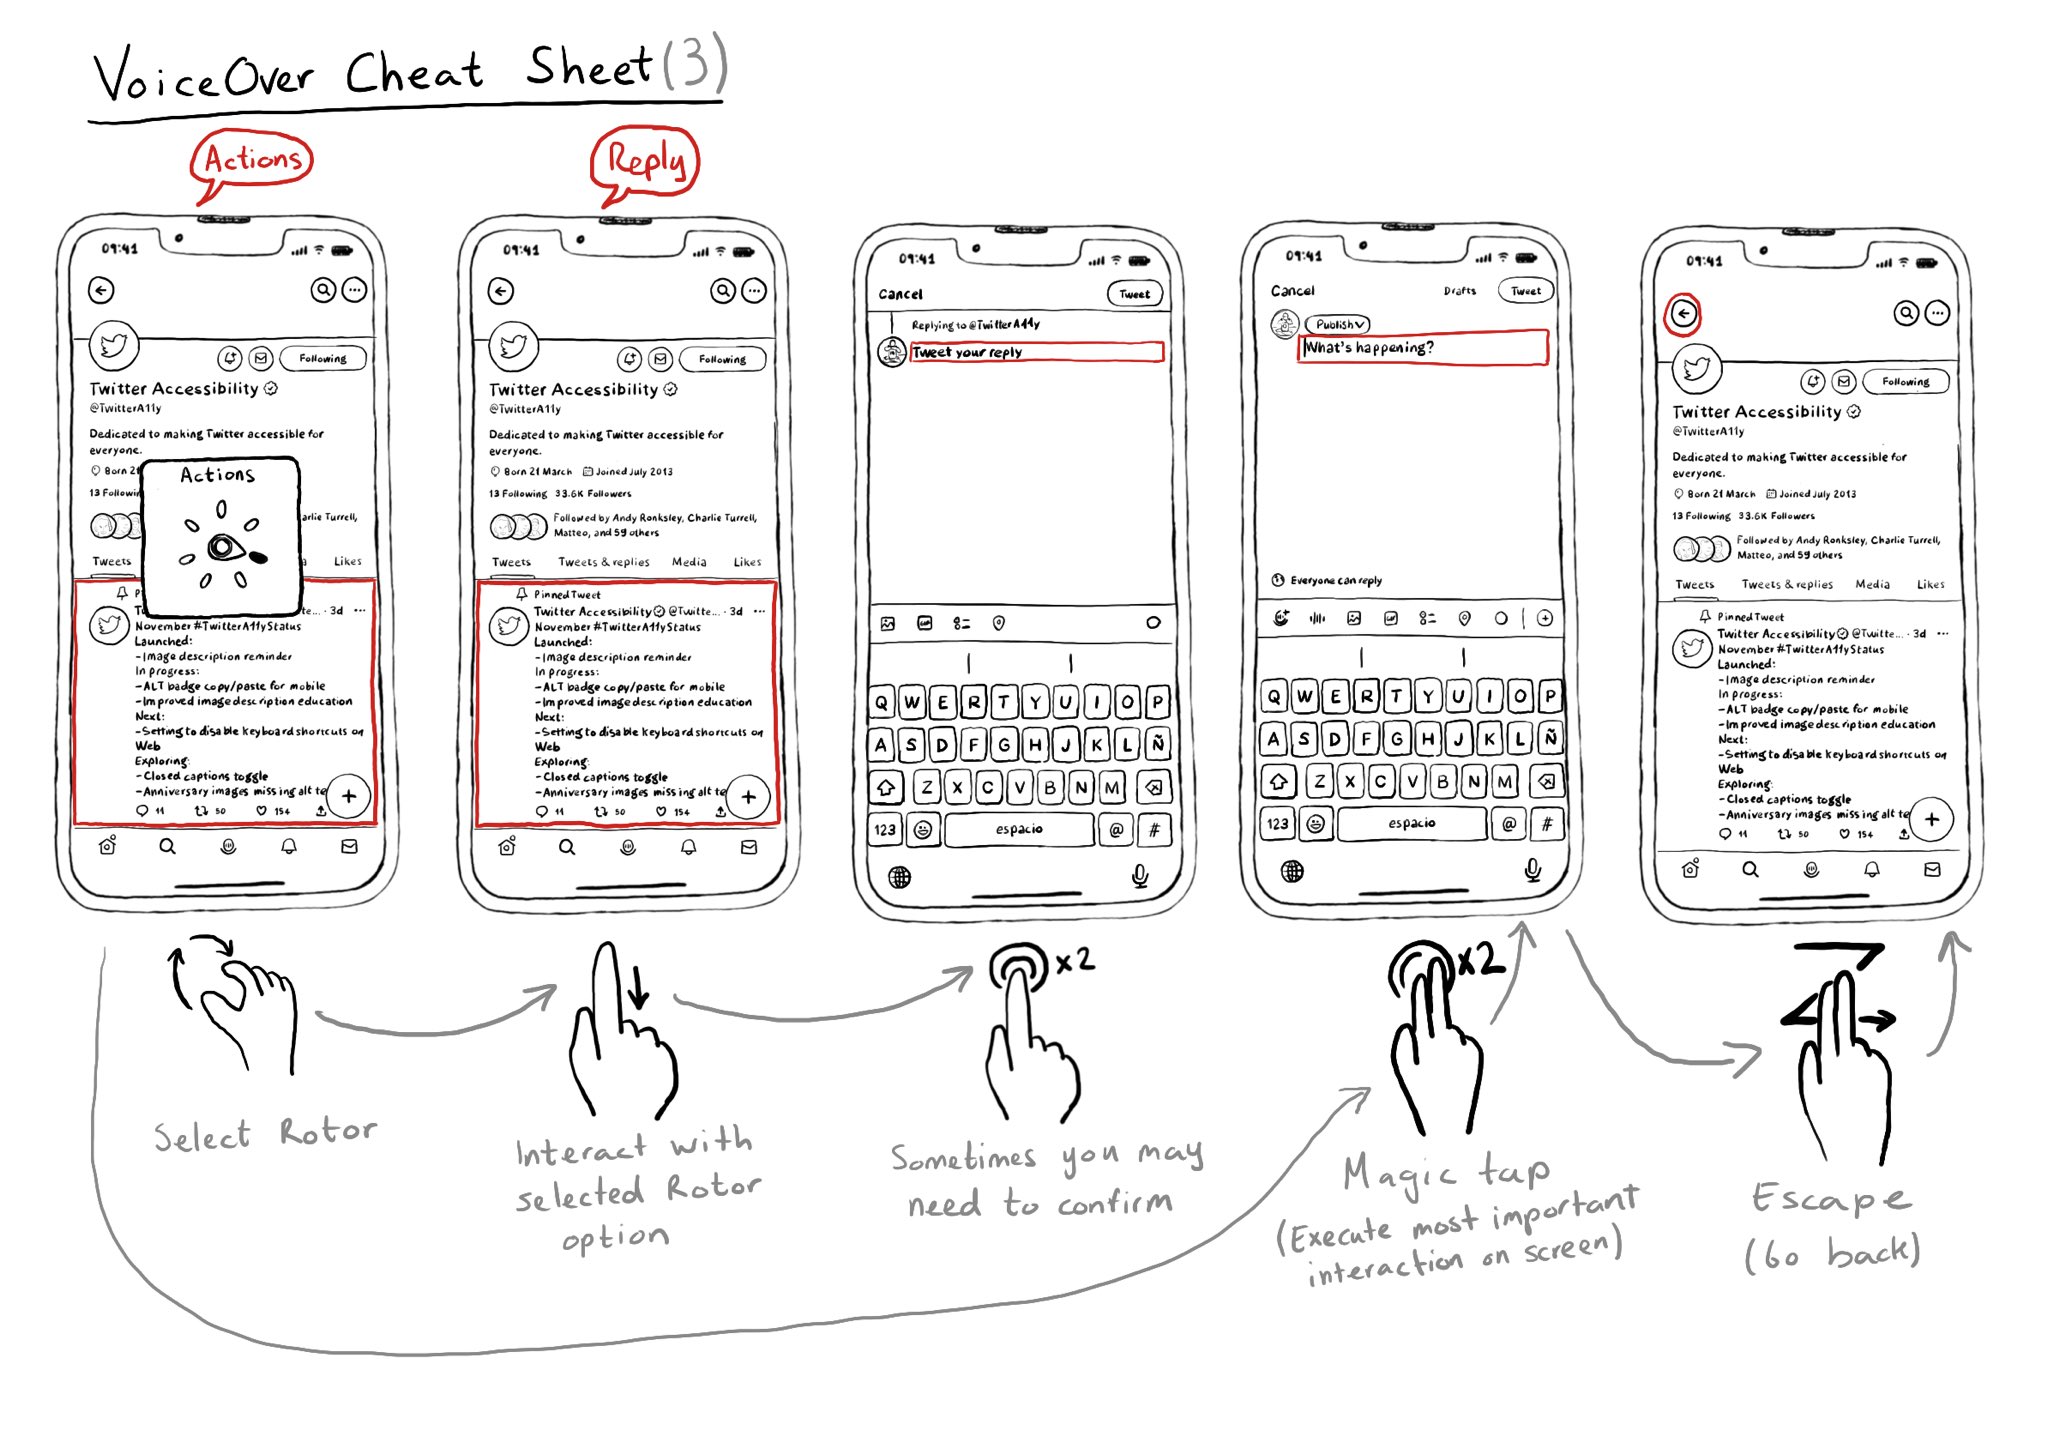 VoiceOver Cheat Sheet (3)
Actions
09:41
Following
Twitter Accessibility
@TwitterA11y
Dedicated to making Twitter accessible for
everyone.
Born 21
13 Followin
Actions
arlie Turrell,
Tweets
Likes
te... · 3d ...
November #TwitterA11yStatus
Launched:
-Image description reminder
In progress:
-ALT badge copy/paste for mobile
-Improved image description education
Next:
-Setting to disable keyboard shortcuts on
Web
Exploring:
-Closed captions toggle
-Anniversary images missing alt te
11 50 154
Select Rotor
Reply
09:41
Following
Twitter Accessibility
@TwitterA11y
Dedicated to making Twitter accessible for
everyone.
Born 21 March Joined July 2013
13 Following 33.6K Followers
Followed by Andy Ronksley, Charlie Turrell,
Matteo, and 59 others
Tweets Tweets & replies Media Likes
Pinned Tweet
Twitter Accessibility @Twitte... · 3d ...
November #TwitterA11yStatus
Launched:
-Image description reminder
In progress:
-ALT badge copy/paste for mobile
-Improved image description education
Next:
-Setting to disable keyboard shortcuts on
Web
Exploring:
-Closed captions toggle
-Anniversary images missing alt te
11 50 154
Interact with
selected Rotor
option
09:41
Cancel Tweet
Replying to @TwitterA11y
Tweet your reply
Q W E R T Y U I O P
A S D F G H J K L Ñ
Z X C V B N M
123 espacio @ #
x2
Sometimes you may
need to confirm
09:41
Cancel Drafts Tweet
Publish
What's happening?
Everyone can reply
Q W E R T Y U I O P
A S D F G H J K L Ñ
Z X C V B N M
123 espacio @ #
x2
Magic tap
(Execute most important
interaction on screen)
09:41
Following
Twitter Accessibility
@TwitterA11y
Dedicated to making Twitter accessible for
everyone.
Born 21 March Joined July 2013
13 Following 33.6K Followers
Followed by Andy Ronksley, Charlie Turrell,
Matteo, and 59 others
Tweets Tweets & replies Media Likes
Pinned Tweet
Twitter Accessibility @Twitte... · 3d ...
November #TwitterA11yStatus
Launched:
-Image description reminder
In progress:
-ALT badge copy/paste for mobile
-Improved image description education
Next:
-Setting to disable keyboard shortcuts on
Web
Exploring:
-Closed captions toggle
-Anniversary images missing alt te
11 50 154
Escape
(Go back)